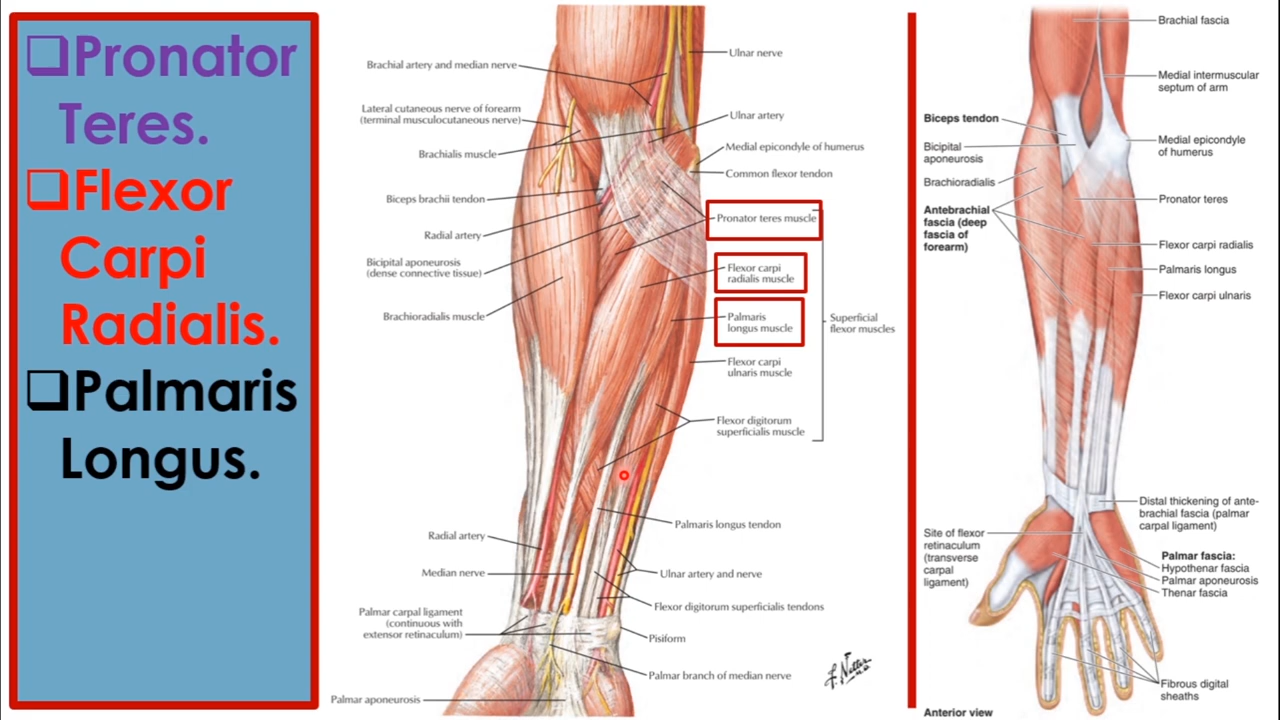 ❑Pronator
Teres.
❑Flexor
Carpi
Radialis.
❑Palmaris
Longus.
Brachial artery and median nerve
Lateral cutaneous nerve of forearm
(terminal musculocutaneous nerve)
Brachialis muscle
Biceps brachii tendon
Radial artery
Bicipital aponeurosis
(dense connective tissue)
Brachioradialis muscle
Radial artery
Median nerve
Palmar carpal ligament
(continuous with
extensor retinaculum)
Palmar aponeurosis
Ulnar nerve
Ulnar artery
Medial epicondyle of humerus
Common flexor tendon
Pronator teres muscle
Flexor carpi
radialis muscle
Palmaris
longus muscle
Superficial
flexor muscles
Flexor carpi
ulnaris muscle
Flexor digitorum
superficialis muscle
Palmaris longus tendon
Ulnar artery and nerve
Flexor digitorum superficialis tendons
Pisiform
Palmar branch of median nerve
F. Netter
Biceps tendon
Bicipital
aponeurosis
Brachioradialis
Antebrachial
fascia (deep
fascia of
forearm)
Site of flexor
retinaculum
(transverse
carpal
ligament)
Anterior view
Brachial fascia
Medial intermuscular
septum of arm
Medial epicondyle
of humerus
Pronator teres
Flexor carpi radialis
Palmaris longus
Flexor carpi ulnaris
Distal thickening of ante-
brachial fascia (palmar
carpal ligament)
Palmar fascia:
Hypothenar fascia
Palmar aponeurosis
Thenar fascia
Fibrous digital
sheaths